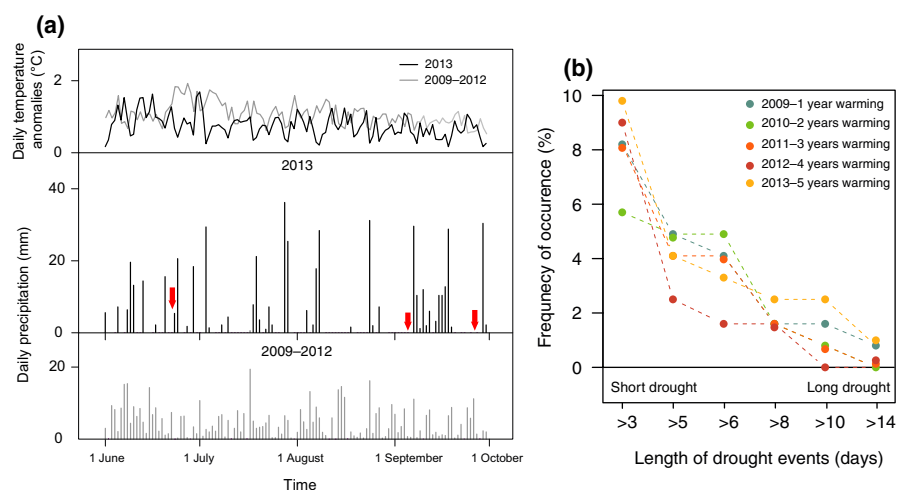 (a)
Daily temperature
anomalies (°C)
2
0
2013
2009–2012
2013
Daily precipitation (mm)
40
20
0
2009–2012
20
0
1 June
1 July
1 August
1 September
1 October
Time
(b)
Frequnecy of occurence (%)
10
8
6
4
2
0
2009–1 year warming
2010–2 years warming
2011–3 years warming
2012–4 years warming
2013–5 years warming
Short drought
Long drought
>3
>5
>6
>8
>10
>14
Length of drought events (days)